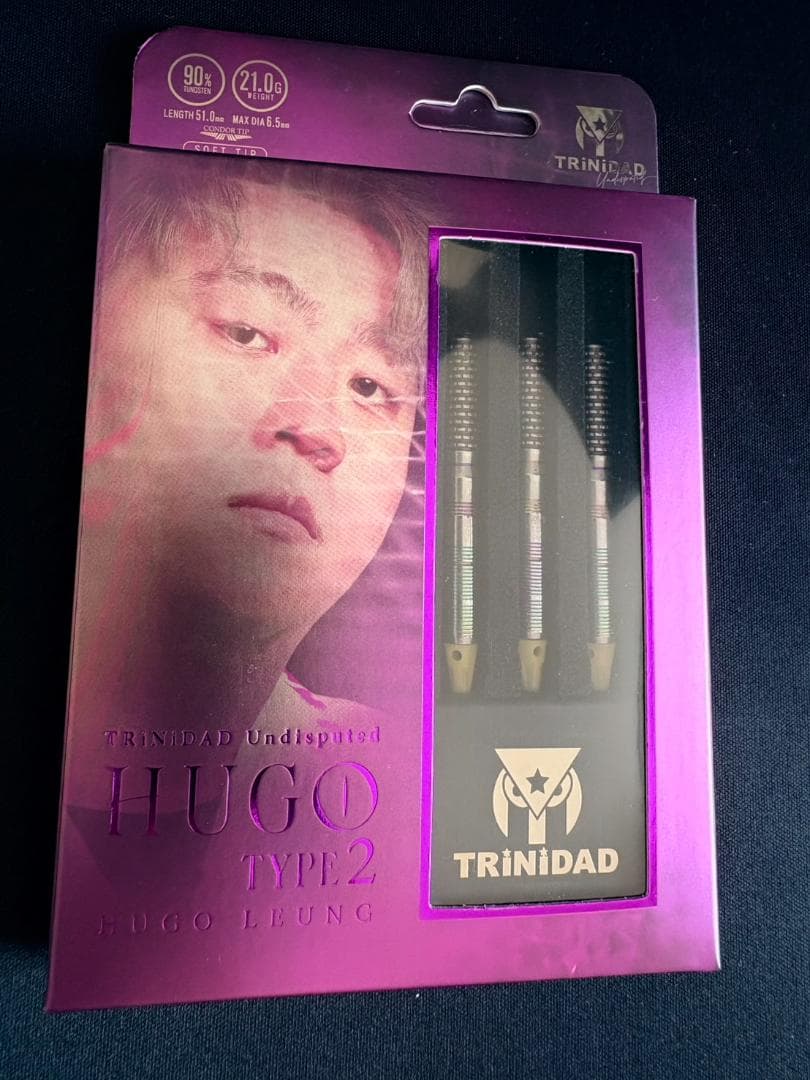 90%
TUNGSTEN
21.0G
WEIGHT
LENGTH 51.0mm MAX DIA 6.5mm
CONDOR TIP
SOFT TIP
TRiNiDAD
Undisputed
TRiNiDAD Undisputed
HUGO
TYPE 2
HUGO LEUNG
TRiNiDAD